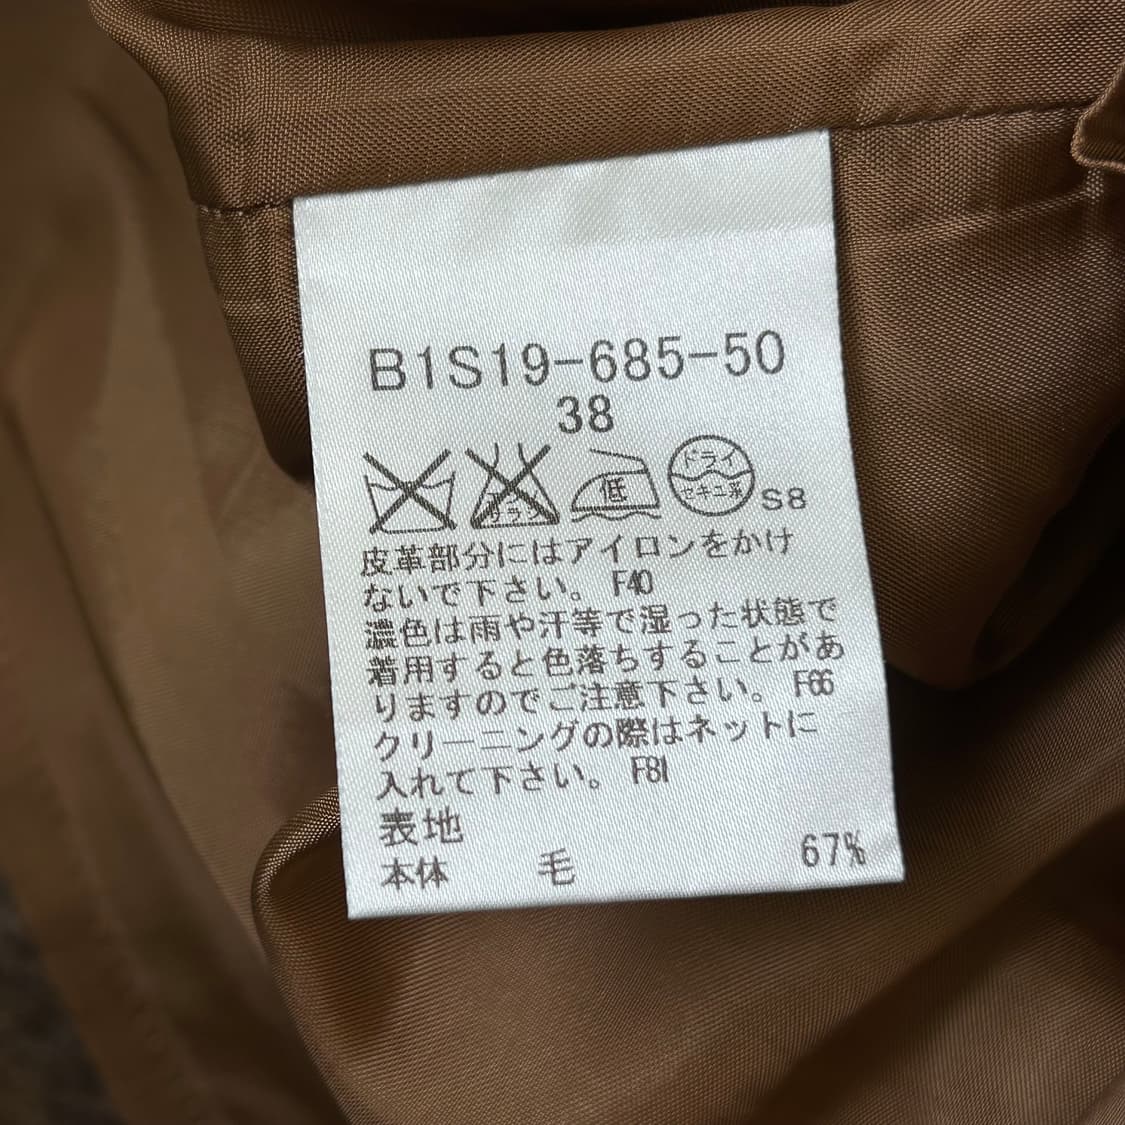 B1S19-685-50
38
低
ドライ
セキユ系
S8
皮革部分にはアイロンをかけ
ないで下さい。 F40
濃色は雨や汗等で湿った状態で
着用すると色落ちすることがあ
りますのでご注意下さい。 F66
クリーニングの際はネットに
入れて下さい。 F81
表地
本体 毛 67%